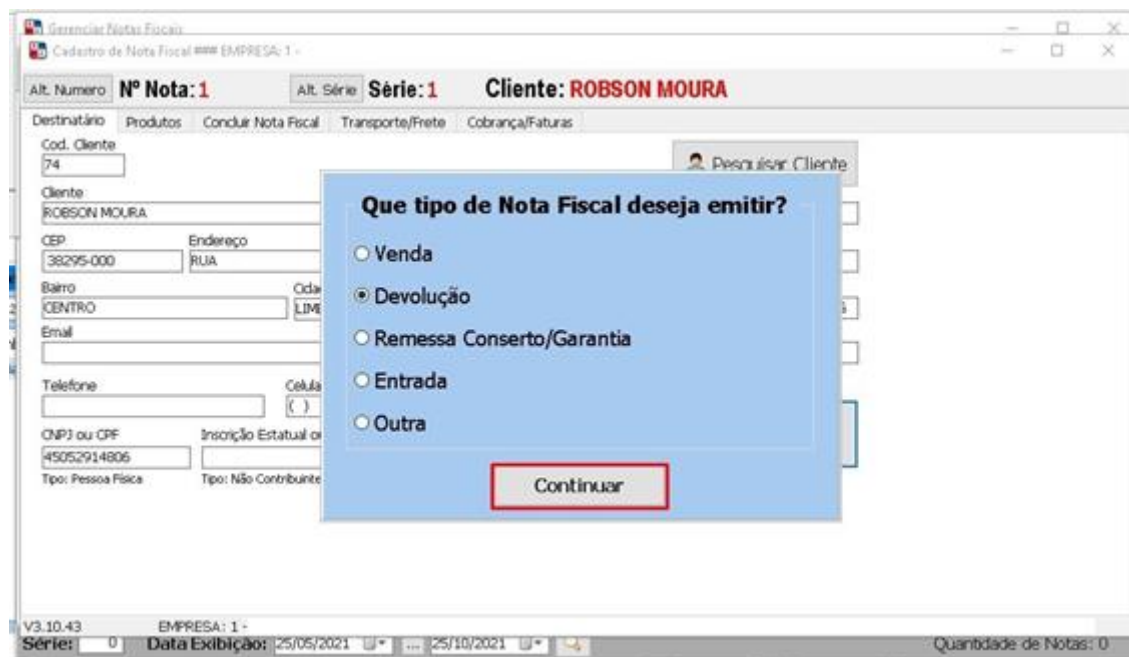 Gerenciar Notas Fiscais
Cadastro de Nota Fiscal ### EMPRESA: 1 -
Alt. Numero Nº Nota: 1 Alt. Série Série: 1 Cliente: ROBSON MOURA
Destinatário Produtos Concluir Nota Fiscal Transporte/Frete Cobrança/Faturas
Cod. Cliente
74
Pesquisar Cliente
Cliente
ROBSON MOURA
CEP Endereço
38295-000 RUA
Bairro
CENTRO
Email
Telefone
( )
CNPJ ou CPF Inscrição Estatual
45052914806
Tipo: Pessoa Física Tipo: Não Contribuinte
Que tipo de Nota Fiscal deseja emitir?
Venda
Devolução
Remessa Conserto/Garantia
Entrada
Outra
Continuar
V3.10.43 EMPRESA: 1 -
Série: 0 Data Exibição: 25/05/2021 ... 25/10/2021 Quantidade de Notas: 0